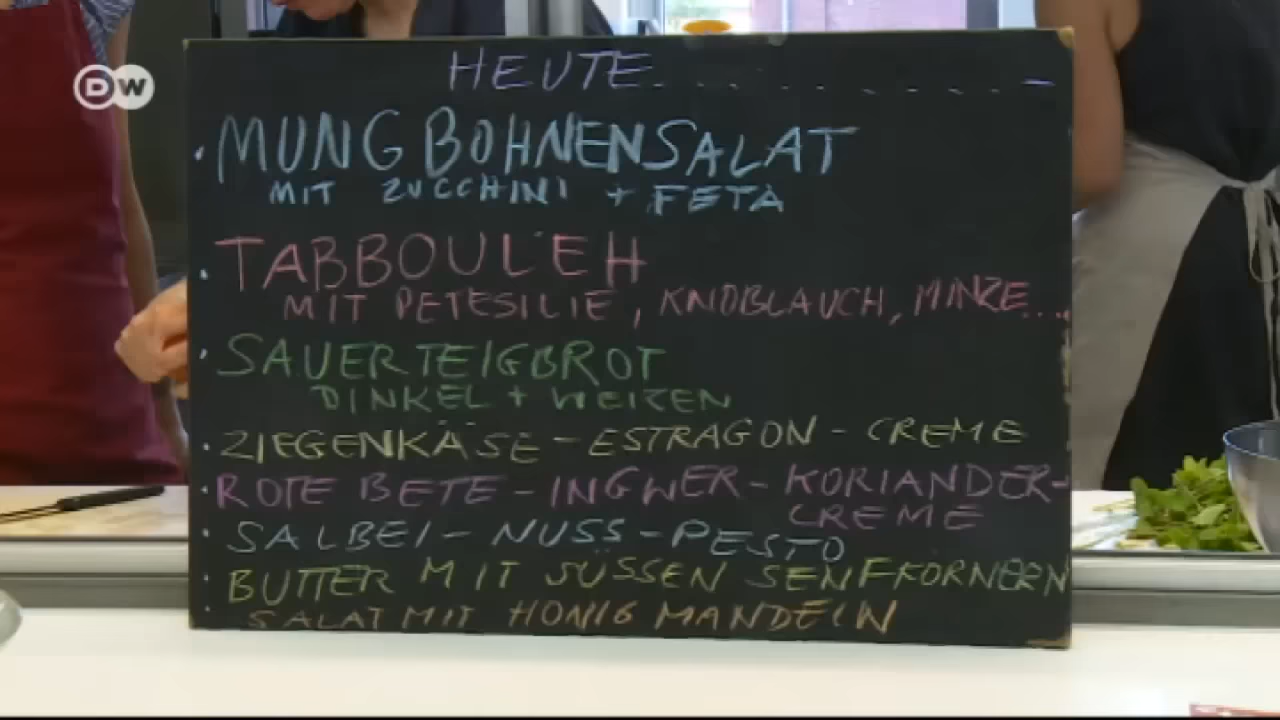 DW
HEUTE.........–
• MUNGBOHNENSALAT
MIT ZUCCHINI + FETA
• TABBOULEH
MIT PETESILIE, KNOBLAUCH, MINZE....
• SAUERTEIGBROT
DINKEL + WEIZEN
• ZIEGENKÄSE – ESTRAGON – CREME
• ROTE BETE – INGWER – KORIANDER-
CREME
• SALBEI – NUSS – PESTO
• BUTTER MIT SÜSSEN SENFKÖRNERN
• SALAT MIT HONIG MANDELN